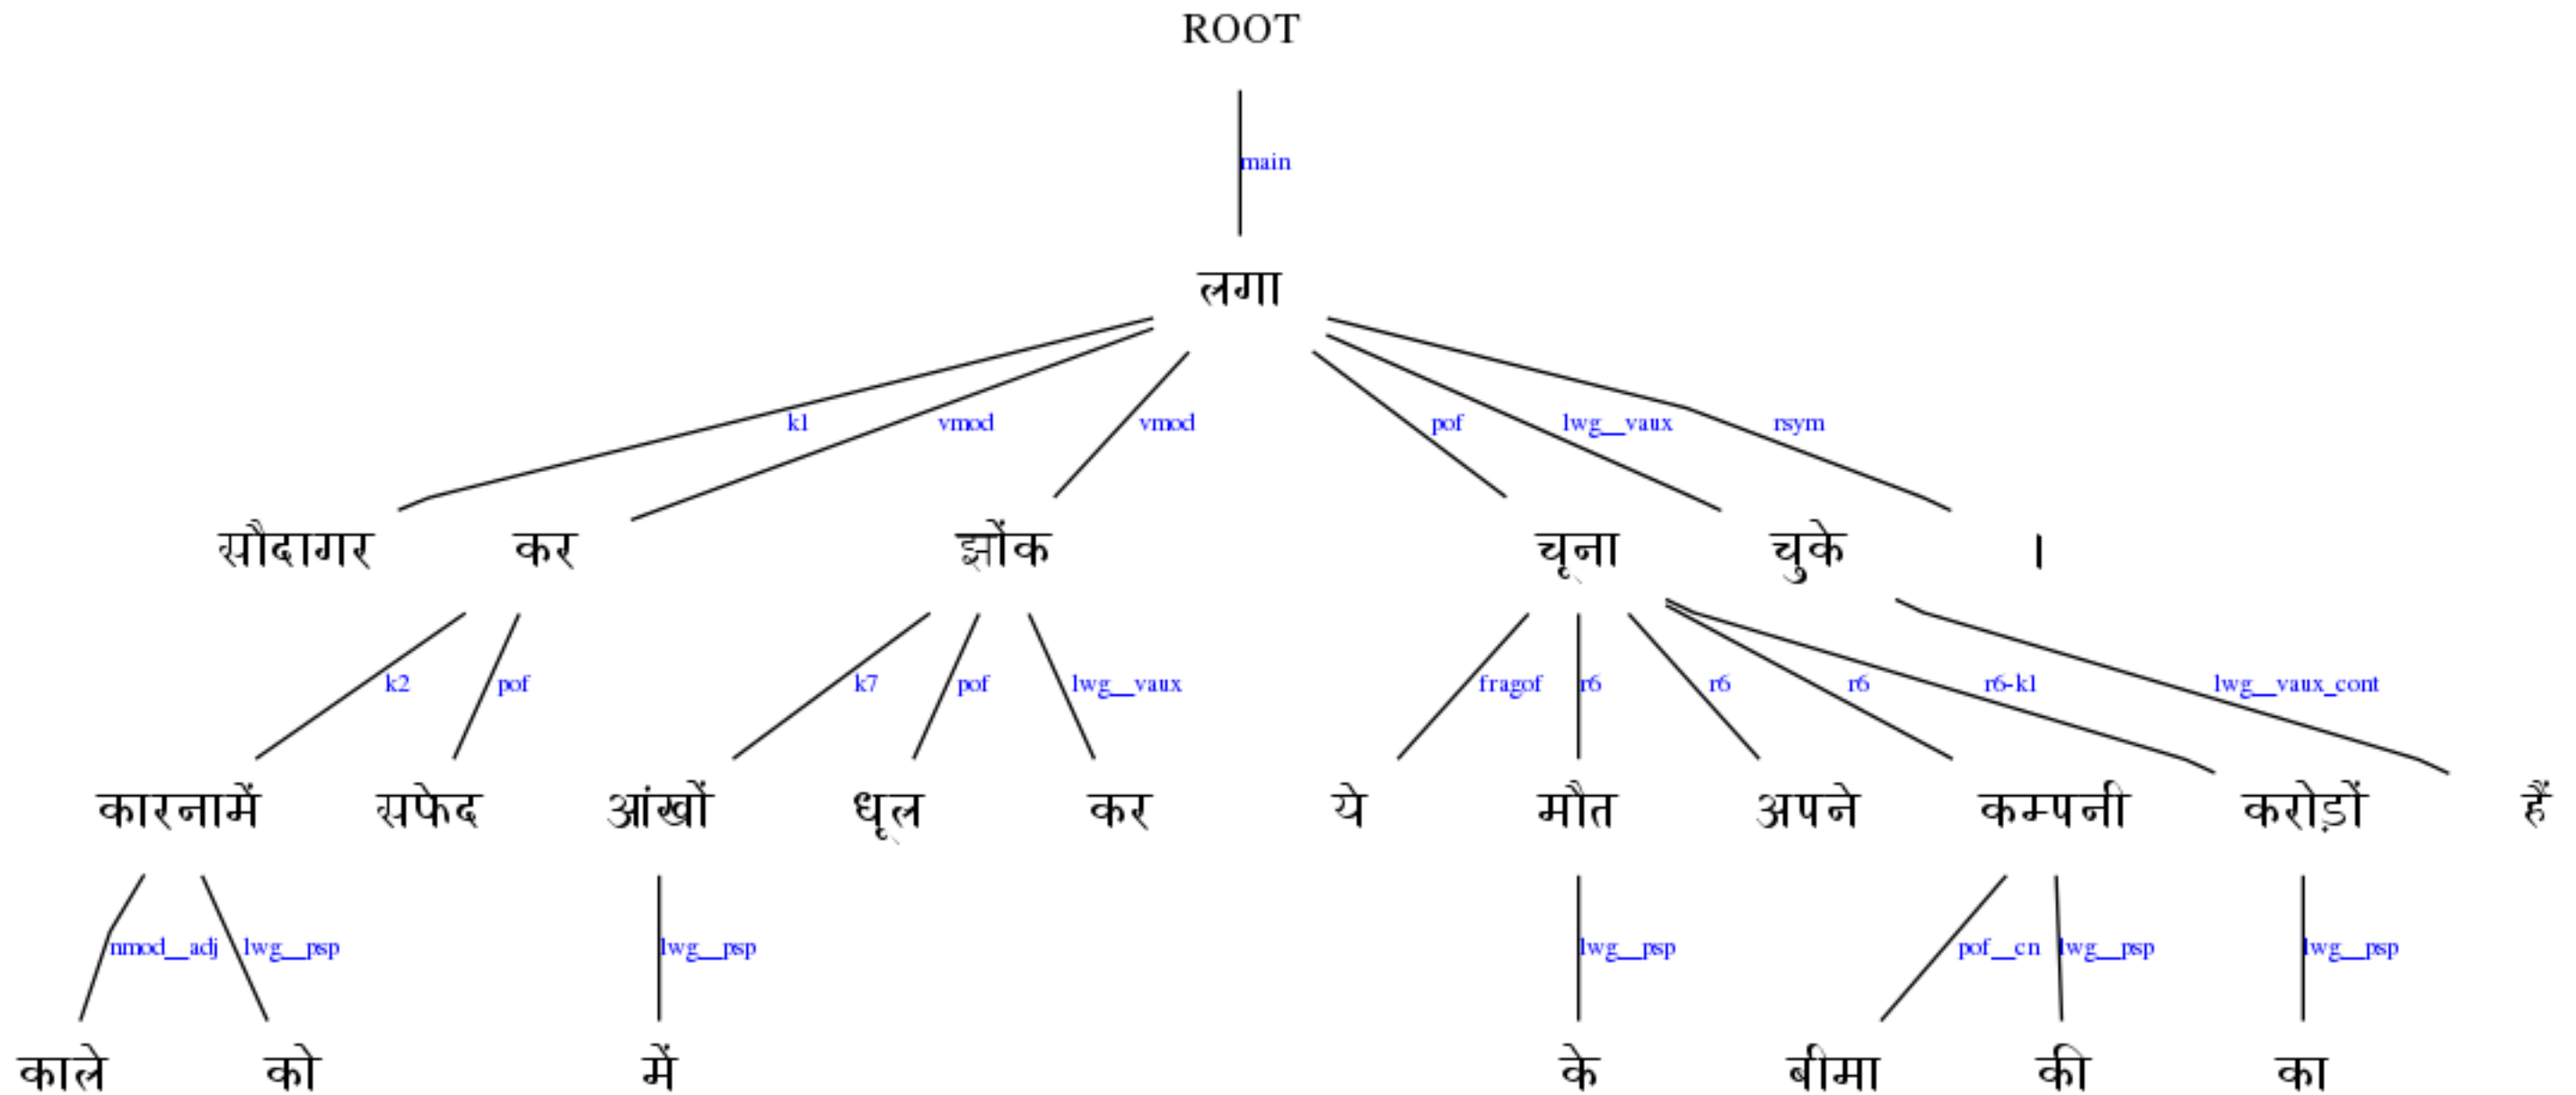 ROOT
main
लगा
k1 vmod vmod pof lwg__vaux rsym
सौदागर कर झोंक चूना चुके ।
k2 pof k7 pof lwg__vaux fragof r6 r6 r6 r6-k1 lwg__vaux_cont
कारनामें सफेद आंखों धूल कर ये मौत अपने कम्पनी करोड़ों हैं
nmod__adj lwg__psp lwg__psp lwg__psp pof__cn lwg__psp lwg__psp
काले को में के बीमा की का